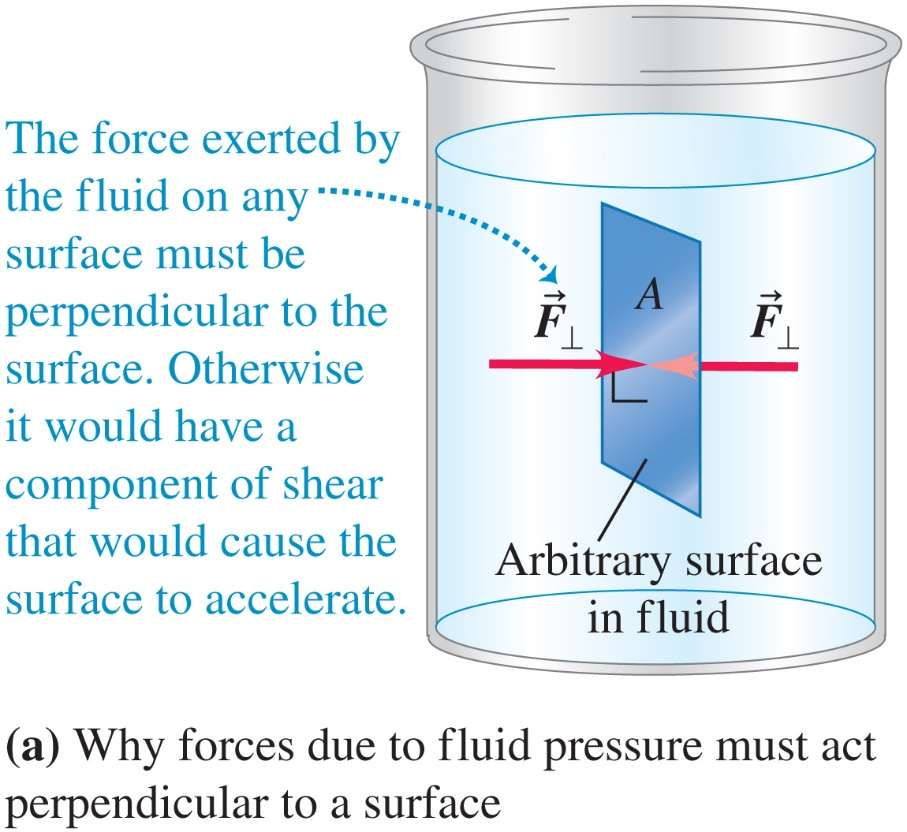 The force exerted by
the fluid on any
surface must be
perpendicular to the
surface. Otherwise
it would have a
component of shear
that would cause the
surface to accelerate.
A
F⃗⊥
F⃗⊥
Arbitrary surface
in fluid
(a) Why forces due to fluid pressure must act
perpendicular to a surface